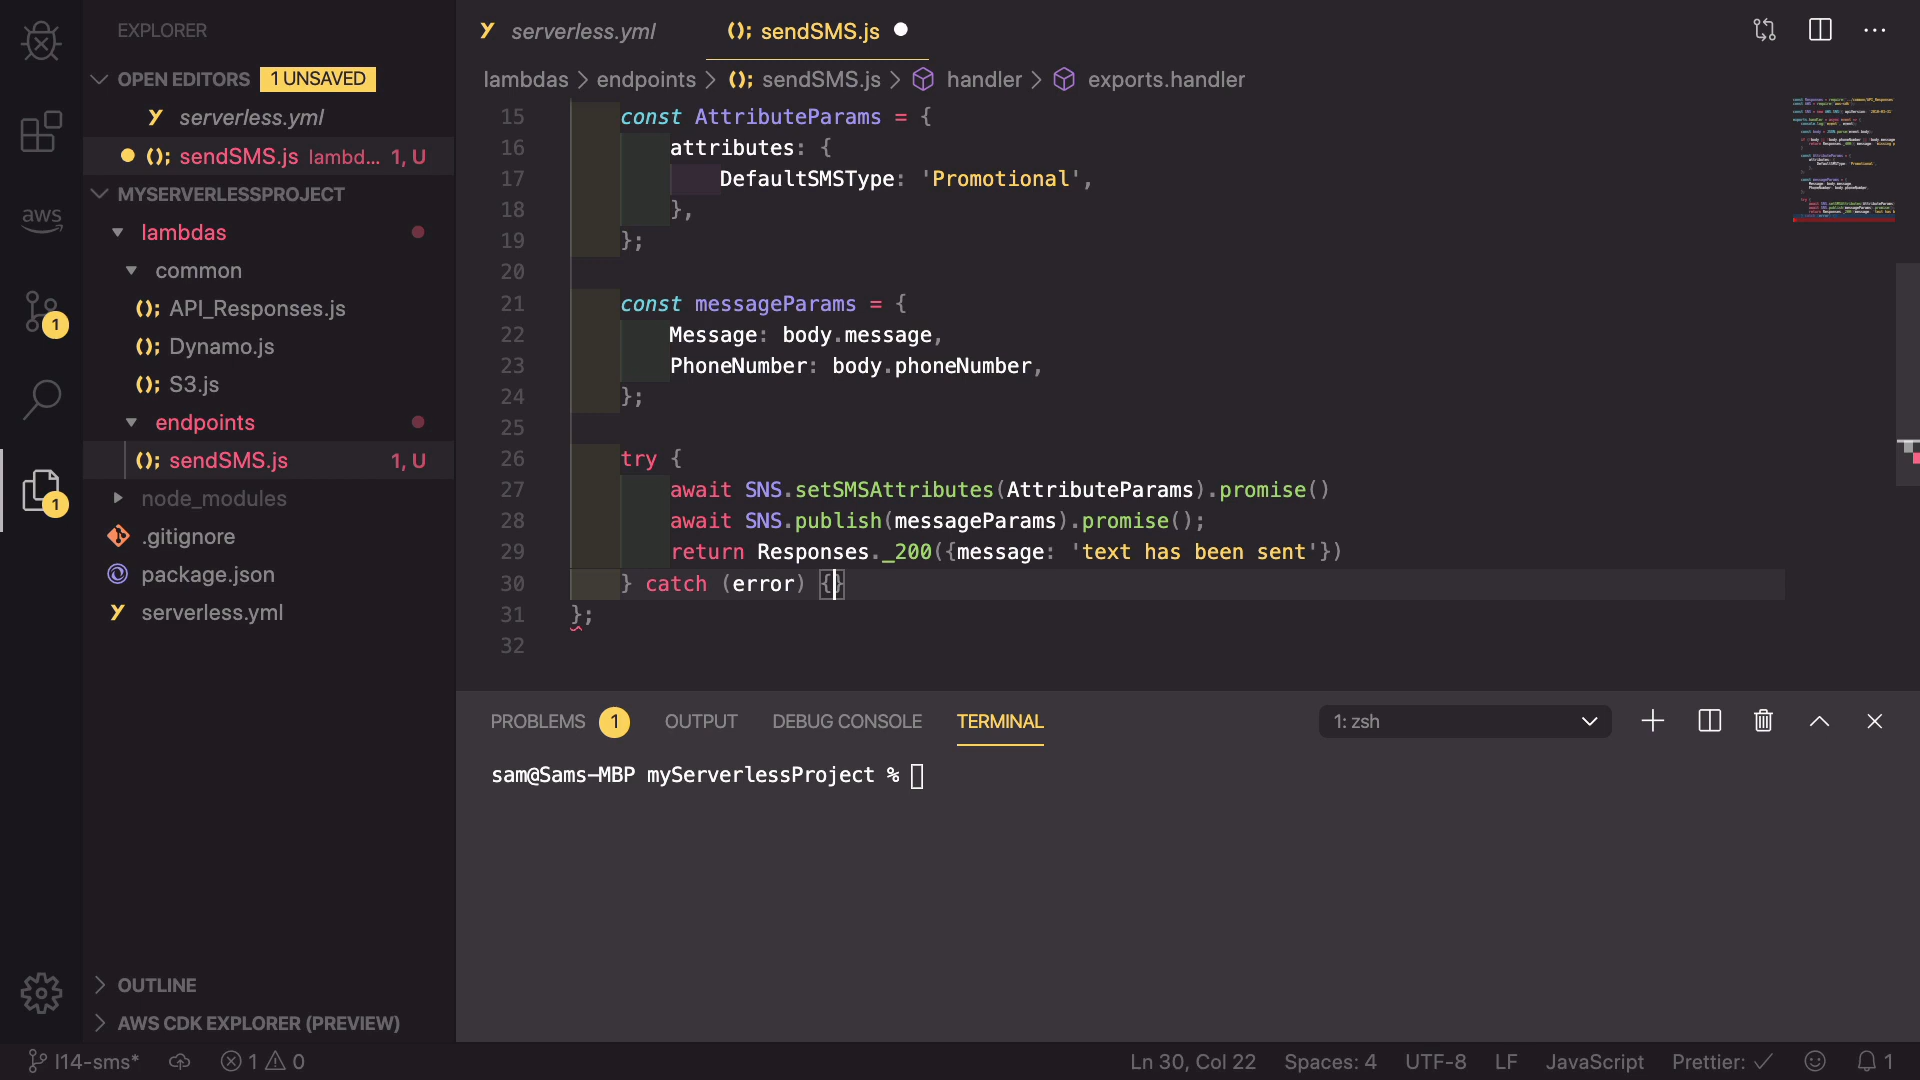 EXPLORER
OPEN EDITORS 1 UNSAVED
serverless.yml
sendSMS.js lambd... 1, U
MYSERVERLESSPROJECT
lambdas
common
API_Responses.js
Dynamo.js
S3.js
endpoints
sendSMS.js 1, U
node_modules
.gitignore
package.json
serverless.yml
OUTLINE
AWS CDK EXPLORER (PREVIEW)
aws
1
1
serverless.yml
sendSMS.js
lambdas > endpoints > sendSMS.js > handler > exports.handler
15 const AttributeParams = {
16 attributes: {
17 DefaultSMSType: 'Promotional',
18 },
19 };
20
21 const messageParams = {
22 Message: body.message,
23 PhoneNumber: body.phoneNumber,
24 };
25
26 try {
27 await SNS.setSMSAttributes(AttributeParams).promise()
28 await SNS.publish(messageParams).promise();
29 return Responses._200({message: 'text has been sent'})
30 } catch (error) {}
31 };
32
PROBLEMS 1 OUTPUT DEBUG CONSOLE TERMINAL 1: zsh
sam@Sams-MBP myServerlessProject %
l14-sms* 1 0 Ln 30, Col 22 Spaces: 4 UTF-8 LF JavaScript Prettier: ✓ 1